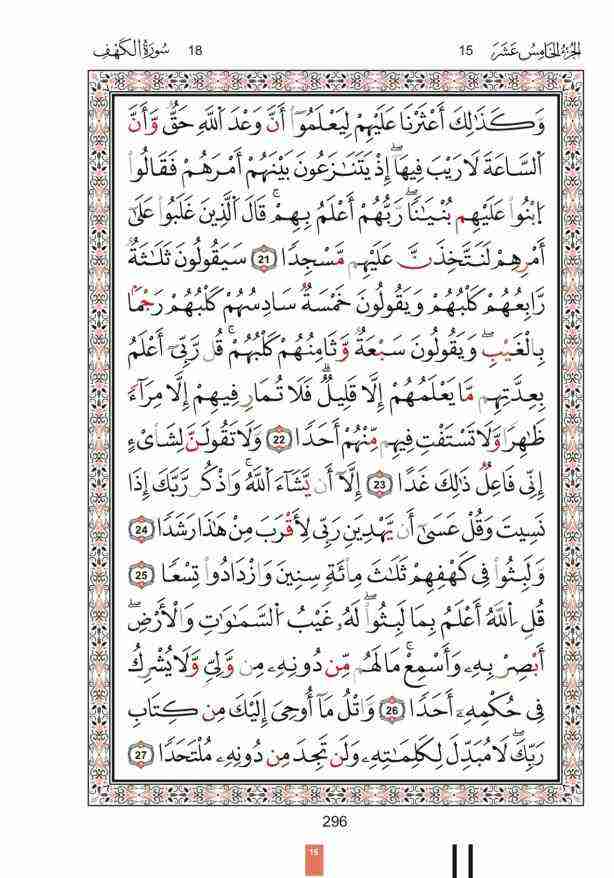 سُورَةُ الكَهْفِ 18 15 الجُزْءُ الخَامِسُ عَشَرَ
وَكَذَٰلِكَ أَعْثَرْنَا عَلَيْهِمْ لِيَعْلَمُوٓا۟ أَنَّ وَعْدَ ٱللَّهِ حَقٌّ وَأَنَّ
ٱلسَّاعَةَ لَا رَيْبَ فِيهَآ ۖ إِذْ يَتَنَـٰزَعُونَ بَيْنَهُمْ أَمْرَهُمْ ۖ فَقَالُوا۟
ٱبْنُوا۟ عَلَيْهِم بُنْيَـٰنًا ۖ رَّبُّهُمْ أَعْلَمُ بِهِمْ ۚ قَالَ ٱلَّذِينَ غَلَبُوا۟ عَلَىٰٓ
أَمْرِهِمْ لَنَتَّخِذَنَّ عَلَيْهِم مَّسْجِدًا 21 سَيَقُولُونَ ثَلَـٰثَةٌ
رَّابِعُهُمْ كَلْبُهُمْ وَيَقُولُونَ خَمْسَةٌ سَادِسُهُمْ كَلْبُهُمْ رَجْمًۢا
بِٱلْغَيْبِ ۖ وَيَقُولُونَ سَبْعَةٌ وَثَامِنُهُمْ كَلْبُهُمْ ۚ قُل رَّبِّىٓ أَعْلَمُ
بِعِدَّتِهِم مَّا يَعْلَمُهُمْ إِلَّا قَلِيلٌ ۗ فَلَا تُمَارِ فِيهِمْ إِلَّا مِرَآءً
ظَـٰهِرًا وَلَا تَسْتَفْتِ فِيهِم مِّنْهُمْ أَحَدًا 22 وَلَا تَقُولَنَّ لِشَا۟ىْءٍ
إِنِّى فَاعِلٌ ذَٰلِكَ غَدًا 23 إِلَّآ أَن يَشَآءَ ٱللَّهُ ۚ وَٱذْكُر رَّبَّكَ إِذَا
نَسِيتَ وَقُلْ عَسَىٰٓ أَن يَهْدِيَنِ رَبِّى لِأَقْرَبَ مِنْ هَـٰذَا رَشَدًا 24
وَلَبِثُوا۟ فِى كَهْفِهِمْ ثَلَـٰثَ مِا۟ئَةٍ سِنِينَ وَٱزْدَادُوا۟ تِسْعًا 25
قُلِ ٱللَّهُ أَعْلَمُ بِمَا لَبِثُوا۟ ۖ لَهُۥ غَيْبُ ٱلسَّمَـٰوَٰتِ وَٱلْأَرْضِ ۖ
أَبْصِرْ بِهِۦ وَأَسْمِعْ ۚ مَا لَهُم مِّن دُونِهِۦ مِن وَلِىٍّ وَلَا يُشْرِكُ
فِى حُكْمِهِۦٓ أَحَدًا 26 وَٱتْلُ مَآ أُوحِىَ إِلَيْكَ مِن كِتَابِ
رَبِّكَ ۖ لَا مُبَدِّلَ لِكَلِمَـٰتِهِۦ وَلَن تَجِدَ مِن دُونِهِۦ مُلْتَحَدًا 27
296
15